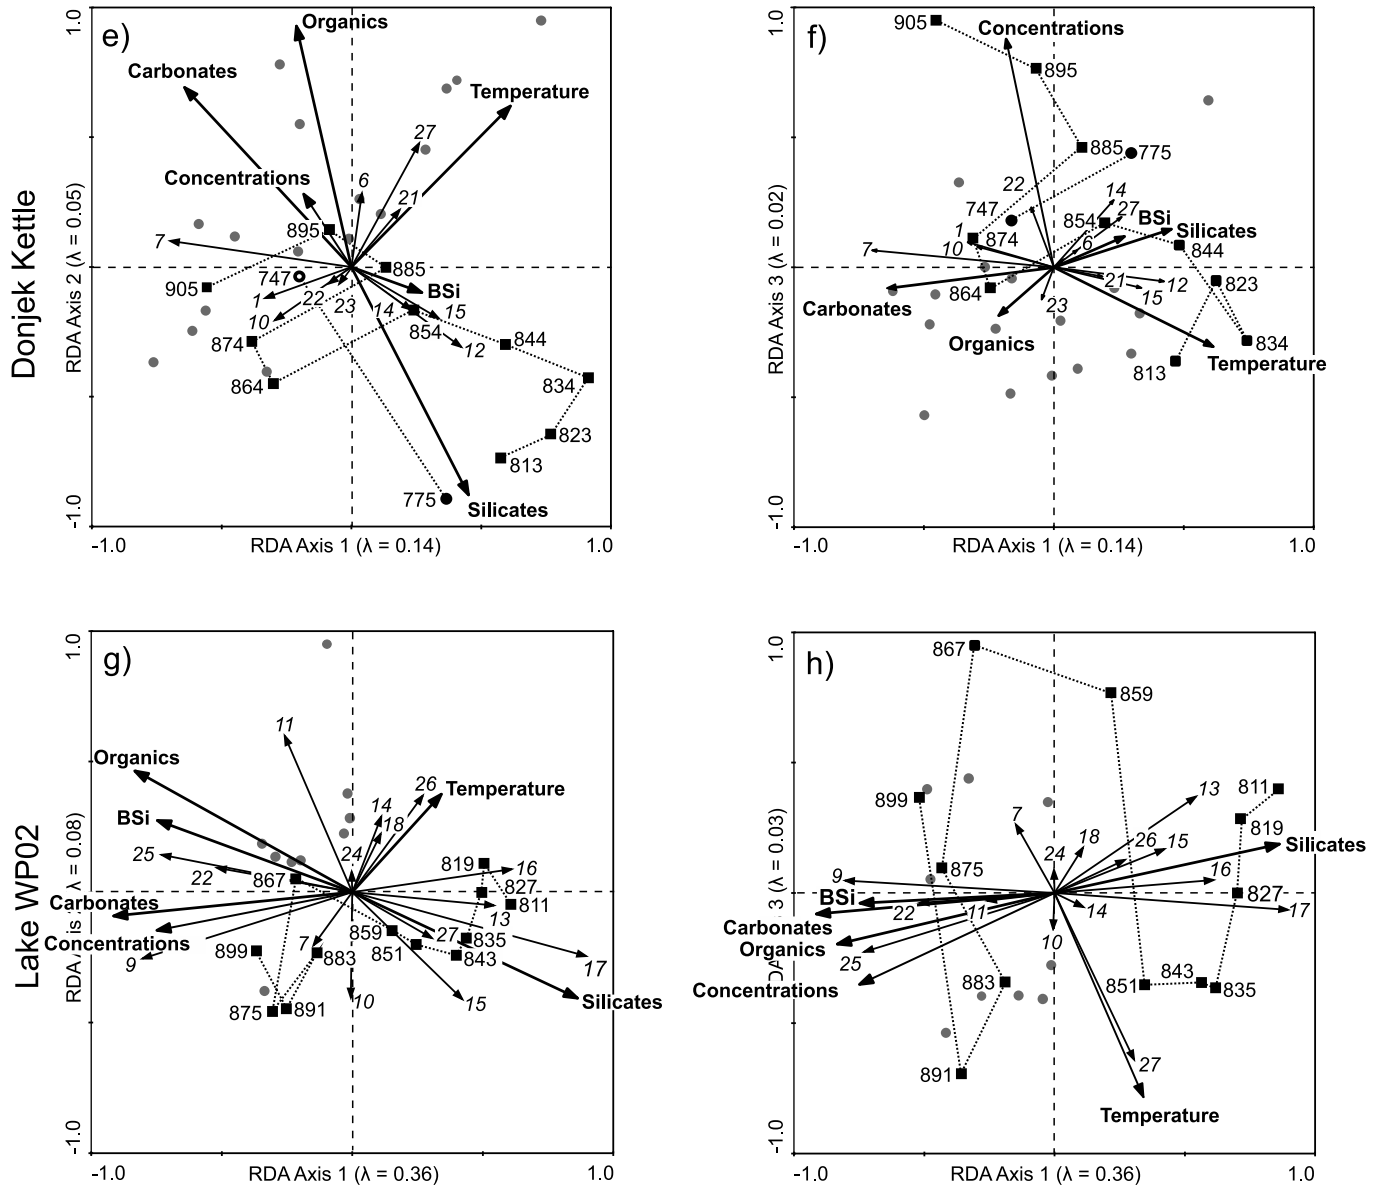 Donjek Kettle
e)
1.0
Organics
Carbonates
Temperature
27
Concentrations
6
21
895
7
747
885
905
1
22
23
BSi
14
15
10
854
844
874
12
864
834
823
813
775
Silicates
RDA Axis 2 (λ = 0.05)
-1.0
-1.0
RDA Axis 1 (λ = 0.14)
1.0
f)
1.0
905
Concentrations
895
885
775
22
14
747
27
BSi
854
Silicates
1
874
6
844
7
10
823
864
21
12
15
Carbonates
23
Organics
834
813
Temperature
RDA Axis 3 (λ = 0.02)
-1.0
-1.0
RDA Axis 1 (λ = 0.14)
1.0
Lake WP02
g)
1.0
11
Organics
26
Temperature
14
BSi
18
25
24
819
16
22
867
827
Carbonates
811
13
Concentrations
859
27
835
7
899
883
851
843
9
17
10
15
875
891
Silicates
λ = 0.08)
RDA A
-1.0
-1.0
RDA Axis 1 (λ = 0.36)
1.0
h)
1.0
867
859
13
811
899
7
819
18
26
15
Silicates
24
875
16
9
827
BSi
22
11
14
17
Carbonates
10
Organics
25
883
851
843
835
Concentrations
891
27
Temperature
3 (λ = 0.03)
-1.0
-1.0
RDA Axis 1 (λ = 0.36)
1.0